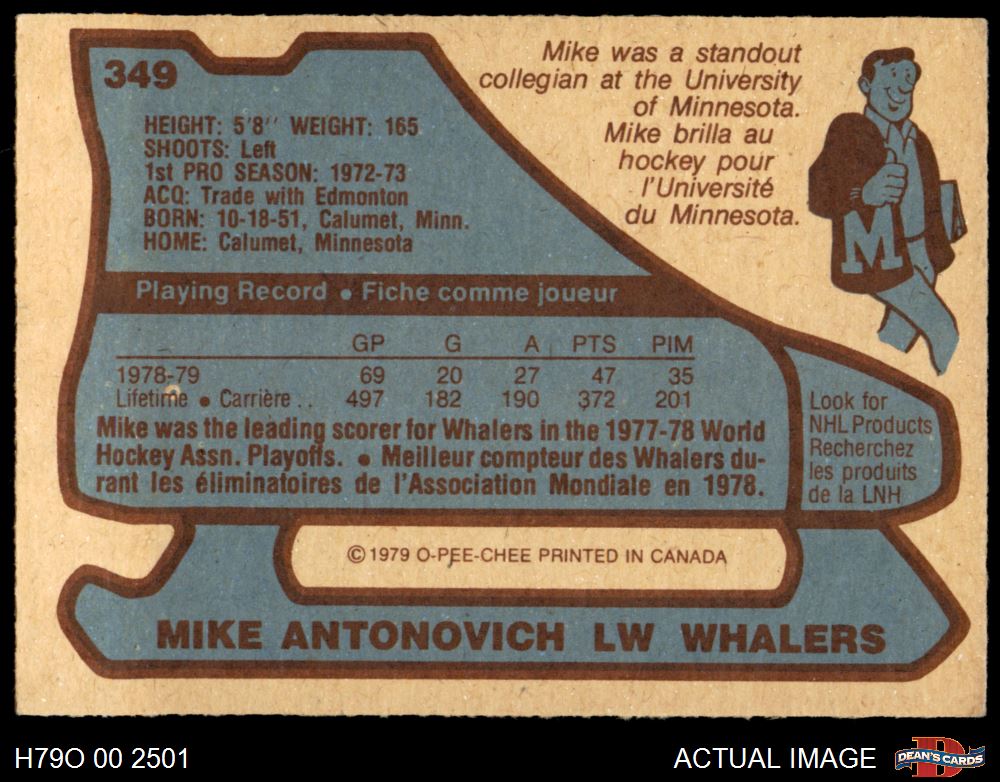 349
HEIGHT: 5'8'' WEIGHT: 165
SHOOTS: Left
1st PRO SEASON: 1972-73
ACQ: Trade with Edmonton
BORN: 10-18-51, Calumet, Minn.
HOME: Calumet, Minnesota
Mike was a standout
collegian at the University
of Minnesota.
Mike brilla au
hockey pour
l'Université
du Minnesota.
M
Playing Record • Fiche comme joueur
GP G A PTS PIM
1978-79 69 20 27 47 35
Lifetime • Carrière .. 497 182 190 372 201
Mike was the leading scorer for Whalers in the 1977-78 World
Hockey Assn. Playoffs. • Meilleur compteur des Whalers du-
rant les éliminatoires de l'Association Mondiale en 1978.
Look for
NHL Products
Recherchez
les produits
de la LNH
© 1979 O-PEE-CHEE PRINTED IN CANADA
MIKE ANTONOVICH LW WHALERS
H79O 00 2501
ACTUAL IMAGE
D
DEAN'S CARDS